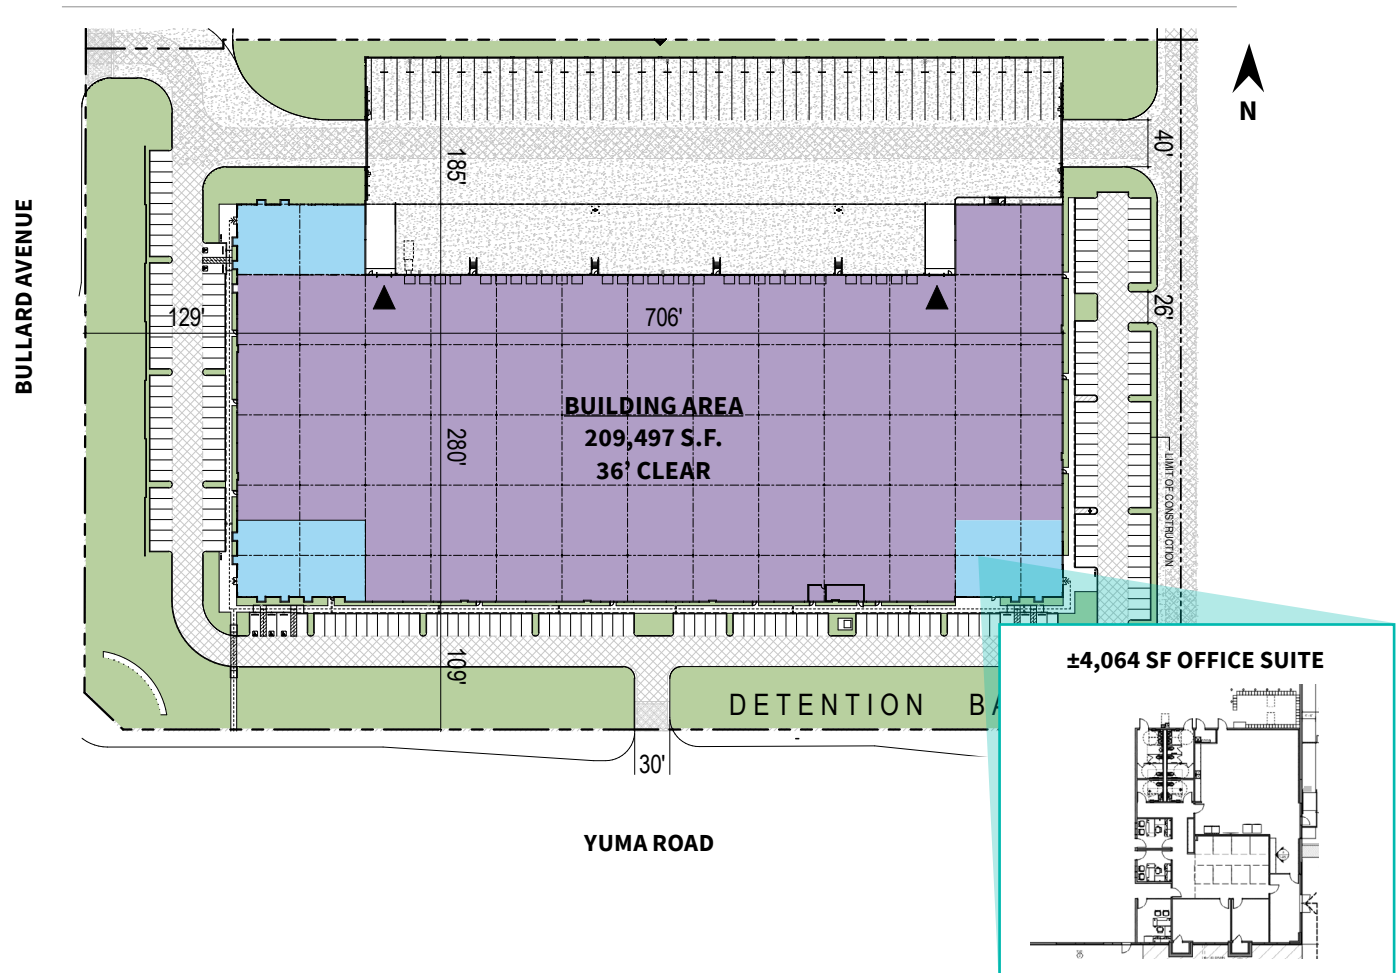 N
40'
185'
BULLARD AVENUE
26'
129'
706'
BUILDING AREA
209,497 S.F.
36' CLEAR
280'
LIMIT OF CONSTRUCTION
109'
±4,064 SF OFFICE SUITE
DETENTION BA
30'
YUMA ROAD